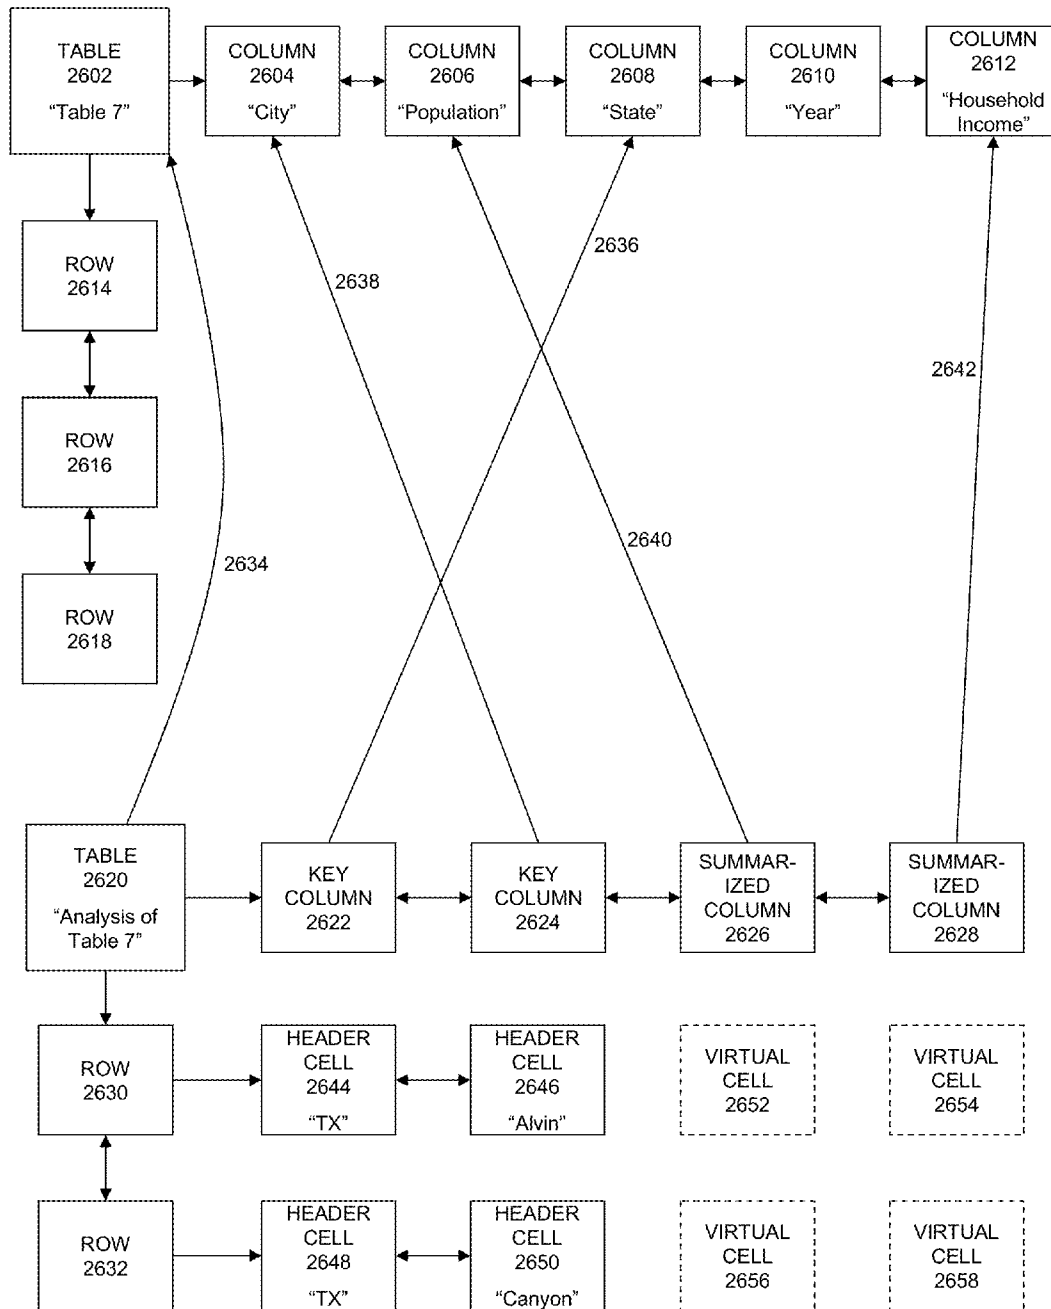 TABLE
2602
“Table 7”
COLUMN
2604
“City”
COLUMN
2606
“Population”
COLUMN
2608
“State”
COLUMN
2610
“Year”
COLUMN
2612
“Household
Income”
ROW
2614
2638
2636
2642
ROW
2616
2634
2640
ROW
2618
TABLE
2620
“Analysis of
Table 7”
KEY
COLUMN
2622
KEY
COLUMN
2624
SUMMAR-
IZED
COLUMN
2626
SUMMAR-
IZED
COLUMN
2628
ROW
2630
HEADER
CELL
2644
“TX”
HEADER
CELL
2646
“Alvin”
VIRTUAL
CELL
2652
VIRTUAL
CELL
2654
ROW
2632
HEADER
CELL
2648
“TX”
HEADER
CELL
2650
“Canyon”
VIRTUAL
CELL
2656
VIRTUAL
CELL
2658